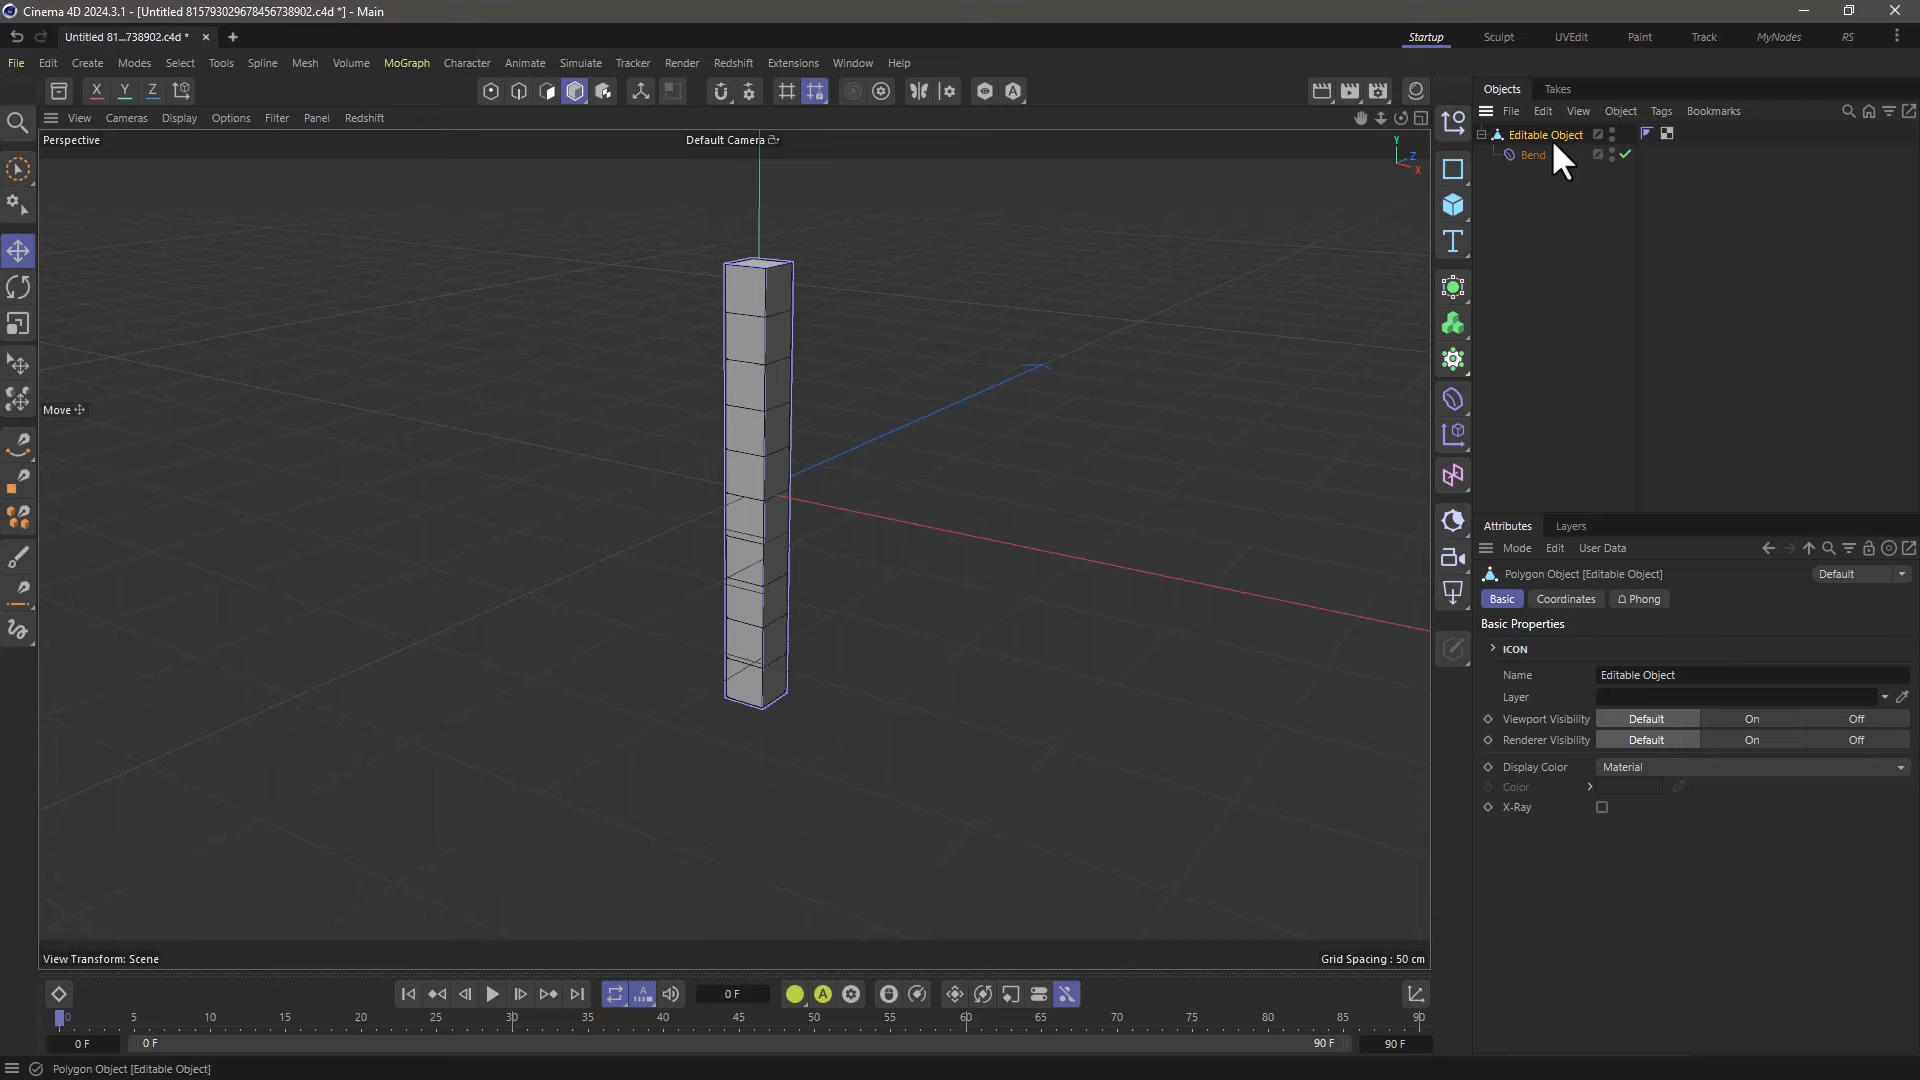 Cinema 4D 2024.3.1 - [Untitled 815793029678456738902.c4d *] - Main
Untitled 81...738902.c4d *
Startup
Sculpt
UVEdit
Paint
Track
MyNodes
RS
File
Edit
Create
Modes
Select
Tools
Spline
Mesh
Volume
MoGraph
Character
Animate
Simulate
Tracker
Render
Redshift
Extensions
Window
Help
X
Y
Z
Objects
Takes
File
Edit
View
Object
Tags
Bookmarks
View
Cameras
Display
Options
Filter
Panel
Redshift
Perspective
Default Camera
Y
Z
X
Editable Object
Bend
Move
View Transform: Scene
Grid Spacing : 50 cm
Attributes
Layers
Mode
Edit
User Data
Polygon Object [Editable Object]
Default
Basic
Coordinates
Phong
Basic Properties
ICON
Name
Editable Object
Layer
Viewport Visibility
Default
On
Off
Renderer Visibility
Default
On
Off
Display Color
Material
Color
X-Ray
0 F
0
5
10
15
20
25
30
35
40
45
50
55
60
65
70
75
80
85
90
0 F
0 F
90 F
90 F
Polygon Object [Editable Object]